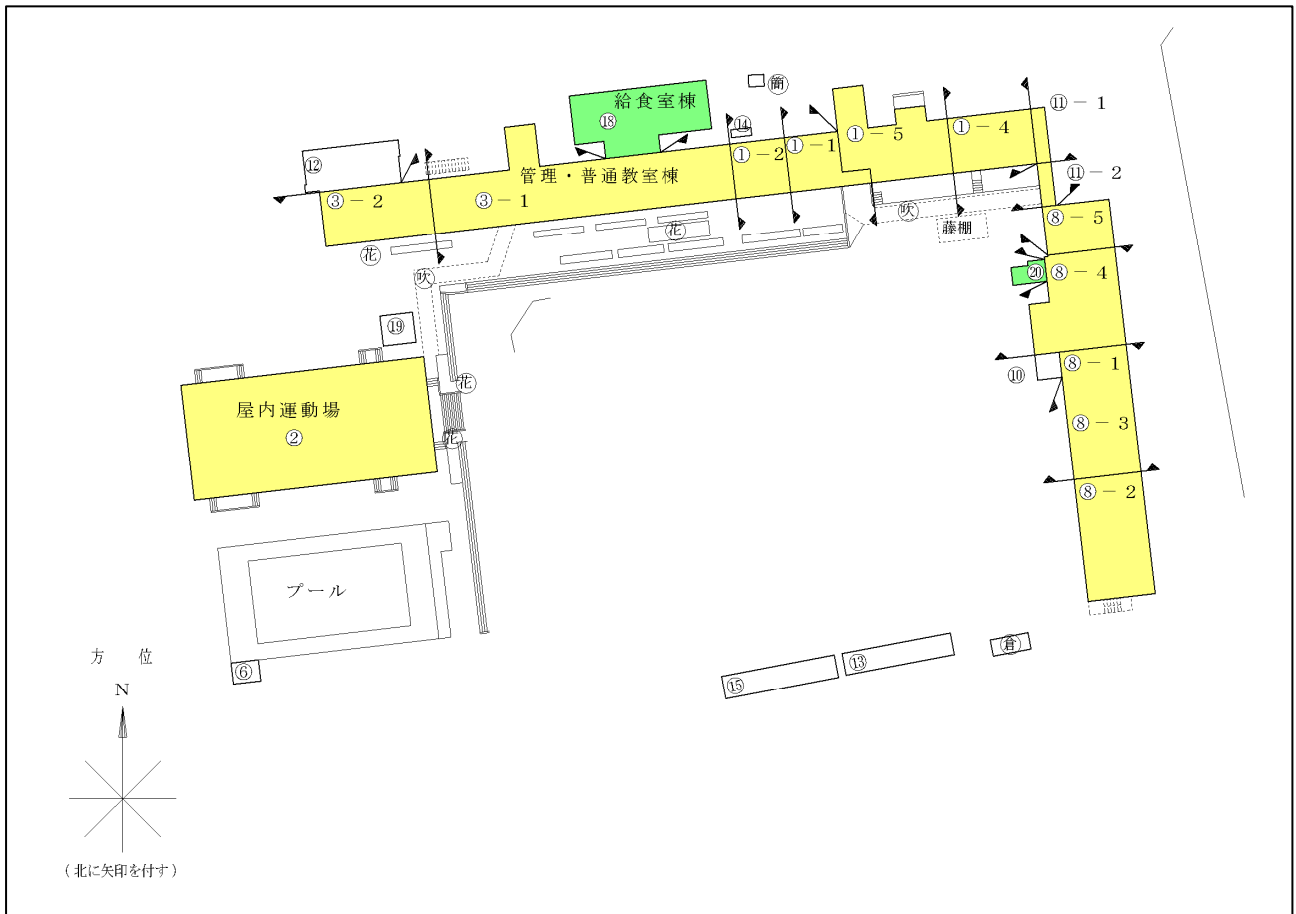 簡
給食室棟
⑱
⑭
⑪－1
①－5
①－4
①－2
①－1
⑫
管理・普通教室棟
⑪－2
③－2
③－1
吹
⑧－5
藤棚
花
花
吹
⑳
⑧－4
⑲
⑧－1
⑩
花
屋内運動場
②
⑧－3
花
⑧－2
プール
倉
⑬
⑥
⑮
方　位
N
(北に矢印を付す)